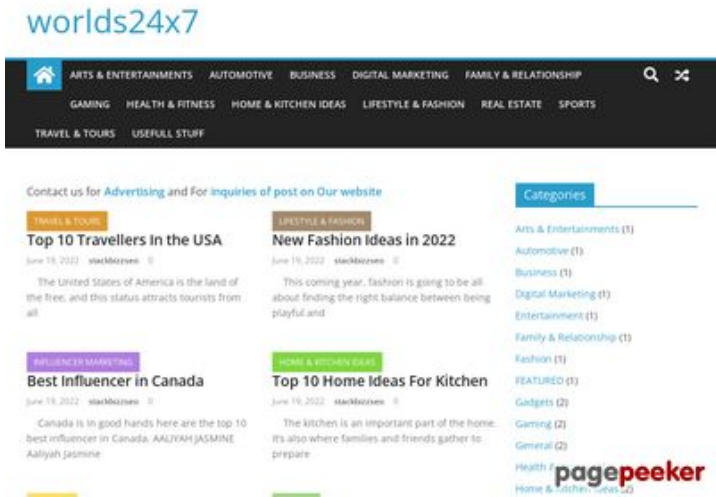 worlds24x7
ARTS & ENTERTAINMENTS AUTOMOTIVE BUSINESS DIGITAL MARKETING FAMILY & RELATIONSHIP
GAMING HEALTH & FITNESS HOME & KITCHEN IDEAS LIFESTYLE & FASHION REAL ESTATE SPORTS
TRAVEL & TOURS USEFULL STUFF
Contact us for Advertising and For inquiries of post on Our website
TRAVEL & TOURS
Top 10 Travellers In the USA
June 19, 2022 stackbizzseo 0
The United States of America is the land of
the free, and this status attracts tourists from
all
LIFESTYLE & FASHION
New Fashion Ideas in 2022
June 19, 2022 stackbizzseo 0
This coming year, fashion is going to be all
about finding the right balance between being
playful and
INFLUENCER MARKETING
Best Influencer in Canada
June 19, 2022 stackbizzseo 0
Canada is in good hands here are the top 10
best influencer in Canada. AALIYAH JASMINE
Aaliyah Jasmine
HOME & KITCHEN IDEAS
Top 10 Home Ideas For Kitchen
June 19, 2022 stackbizzseo 0
The kitchen is an important part of the home.
It's also where families and friends gather to
prepare
Categories
Arts & Entertainments (1)
Automotive (1)
Business (1)
Digital Marketing (1)
Entertainment (1)
Family & Relationship (1)
Fashion (1)
FEATURED (1)
Gadgets (2)
Gaming (2)
General (2)
Health
Home & Kitchen Ideas (2)
pagepeeker